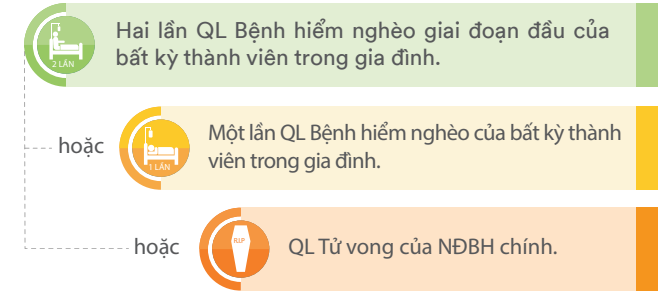 Hai lần QL Bệnh hiểm nghèo giai đoạn đầu của
bất kỳ thành viên trong gia đình.
2 LẦN
hoặc
Một lần QL Bệnh hiểm nghèo của bất kỳ thành
viên trong gia đình.
1 LẦN
hoặc
R.I.P
QL Tử vong của NĐBH chính.